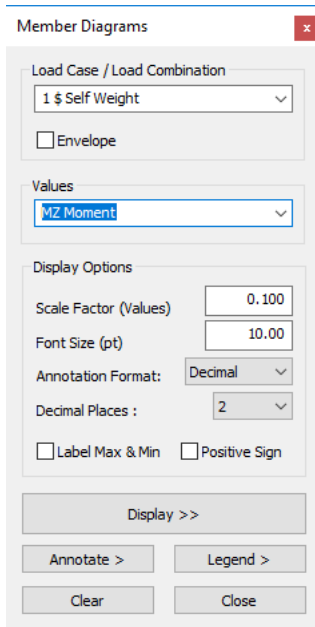 Member Diagrams
x
Load Case / Load Combination
1 $ Self Weight
Envelope
Values
MZ Moment
Display Options
Scale Factor (Values) 0.100
Font Size (pt) 10.00
Annotation Format: Decimal
Decimal Places : 2
Label Max & Min Positive Sign
Display >>
Annotate > Legend >
Clear Close